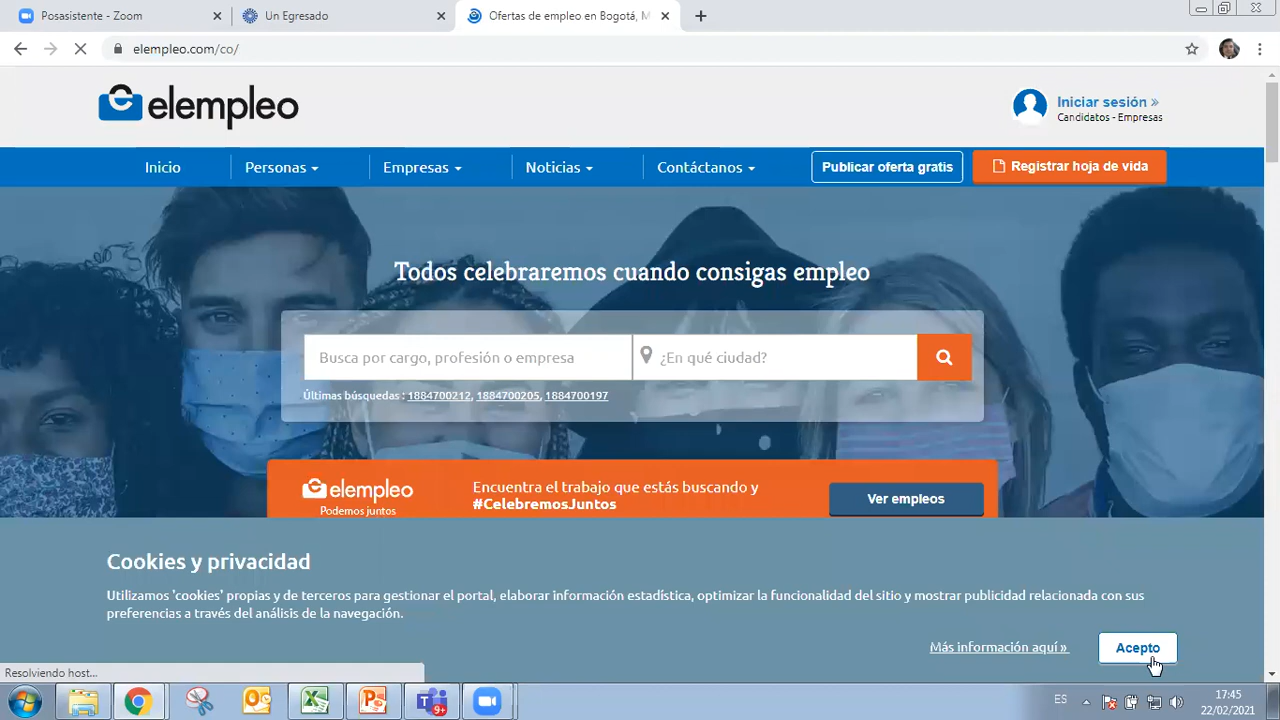 Posasistente - Zoom
Un Egresado
Ofertas de empleo en Bogotá, M
elempleo.com/co/
elempleo
Iniciar sesión »
Candidatos - Empresas
Inicio
Personas
Empresas
Noticias
Contáctanos
Publicar oferta gratis
Registrar hoja de vida
Todos celebraremos cuando consigas empleo
Busca por cargo, profesión o empresa
¿En qué ciudad?
Últimas búsquedas : 1884700212, 1884700205, 1884700197
elempleo
Podemos juntos
Encuentra el trabajo que estás buscando y
#CelebremosJuntos
Ver empleos
Cookies y privacidad
Utilizamos 'cookies' propias y de terceros para gestionar el portal, elaborar información estadística, optimizar la funcionalidad del sitio y mostrar publicidad relacionada con sus
preferencias a través del análisis de la navegación.
Más información aquí »
Acepto
Resolviendo host...
9+
ES
17:45
22/02/2021